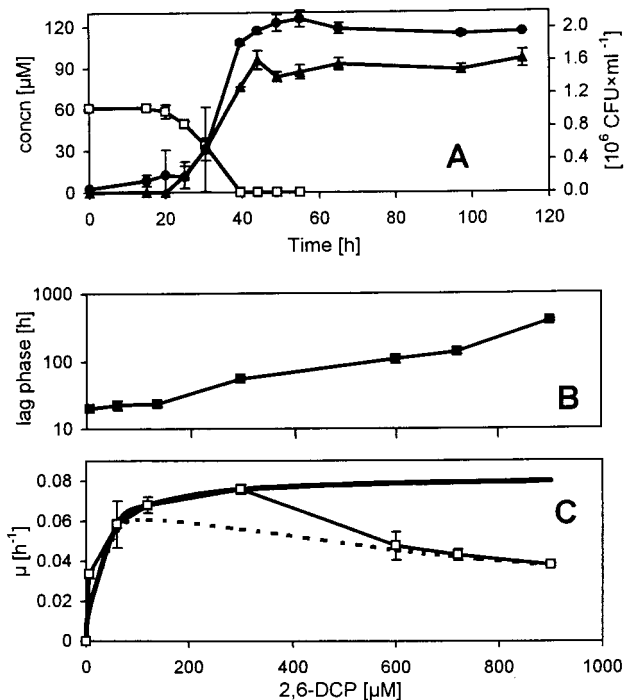 120
90
60
30
0
concn [µM]
2.0
1.6
1.2
0.8
0.4
0.0
[10⁶ CFU×ml⁻¹]
A
0 20 40 60 80 100 120
Time [h]
1000
100
10
lag phase [h]
B
0.08
0.06
0.04
0.02
0
µ [h⁻¹]
C
0 200 400 600 800 1000
2,6-DCP [µM]